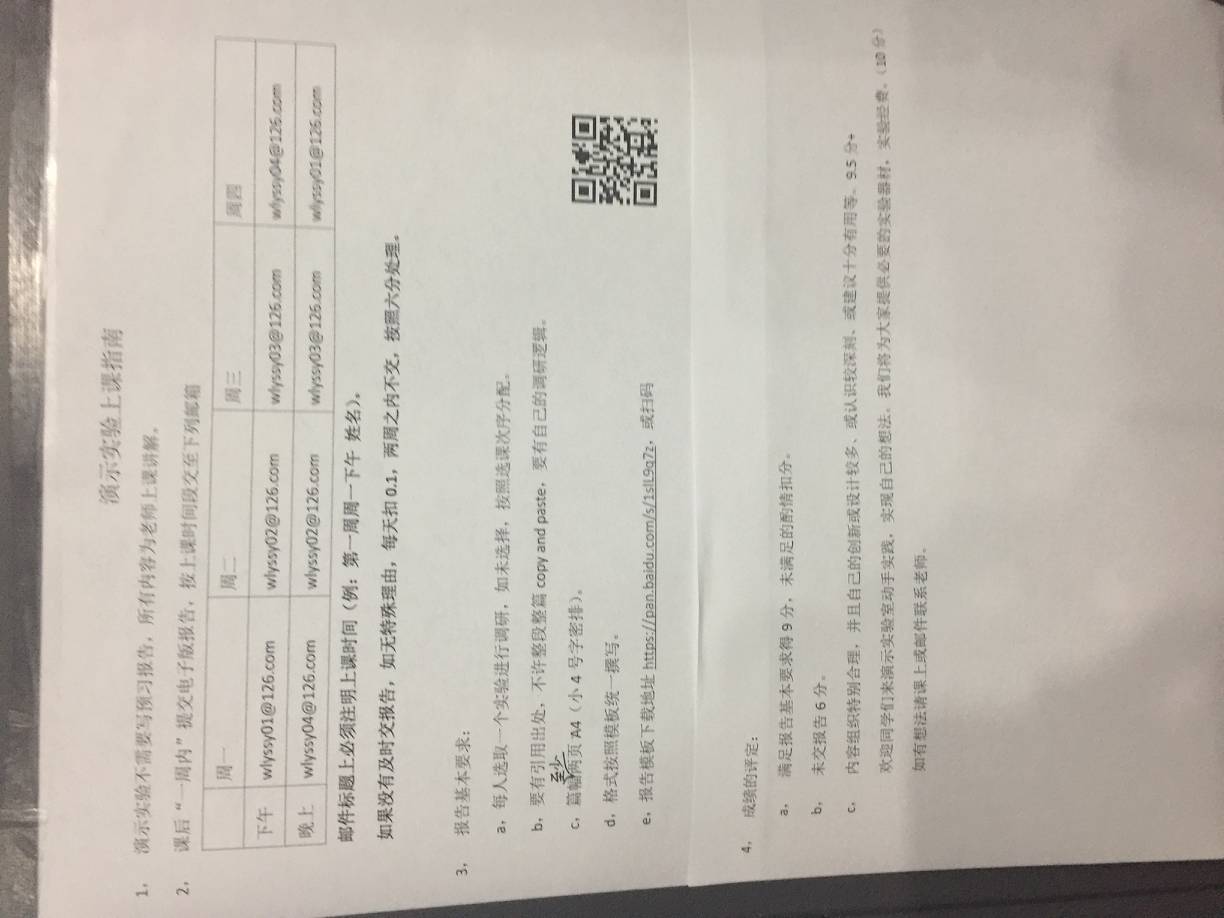 演示实验上课指南
1， 演示实验不需要写预习报告，所有内容为老师上课讲解。
2， 课后“一周内”提交电子版报告，按上课时间段交至下列邮箱
周一 周二 周三 周四
下午 wlyssy01@126.com wlyssy02@126.com wlyssy03@126.com wlyssy04@126.com
晚上 wlyssy04@126.com wlyssy02@126.com wlyssy03@126.com wlyssy01@126.com
邮件标题上必须注明上课时间（例：第一周周一下午 姓名）。
如果没有及时交报告，如无特殊理由，每天扣 0.1，两周之内不交，按照六分处理。
3， 报告基本要求：
a，每人选取一个实验进行调研，如未选择，按照选课次序分配。
b，要有引用出处，不许整段整篇 copy and paste，要有自己的调研逻辑。
至少
c，篇幅两页 A4（小 4 号字密排）。
d，格式按照模板统一撰写。
e，报告模板下载地址 https://pan.baidu.com/s/1slL9q7z，或扫码
4， 成绩的评定：
a， 满足报告基本要求得 9 分，未满足的酌情扣分。
b， 未交报告 6 分。
c， 内容组织特别合理，并且自己的创新或设计较多、或认识较深刻、或建议十分有用等。9.5 分+
欢迎同学们来演示实验室动手实践，实现自己的想法。我们将为大家提供必要的实验器材，实验经费。（10 分）
如有想法请课上或邮件联系老师。